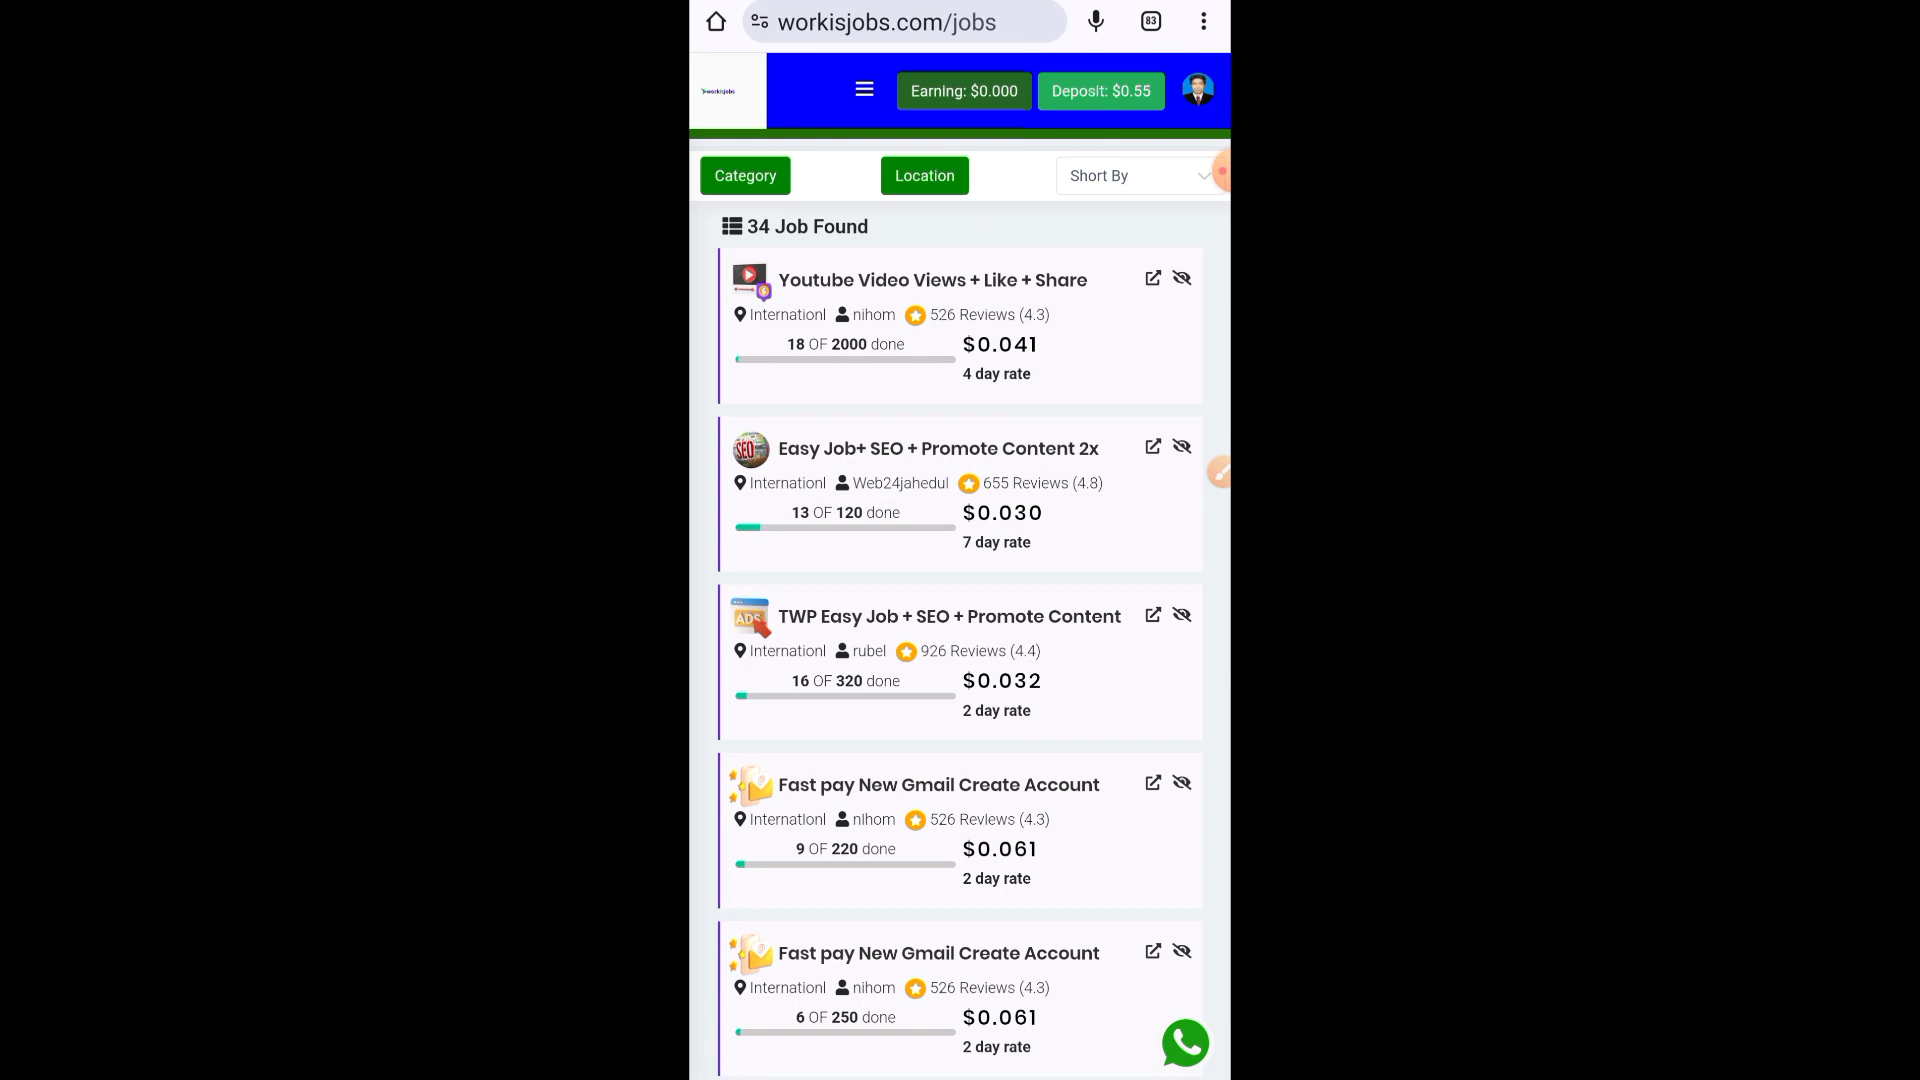 workisjobs.com/jobs
83
workisjobs
Earning: $0.000
Deposit: $0.55
Category
Location
Short By
34 Job Found
Youtube Video Views + Like + Share
Internationl nihom 526 Reviews (4.3)
18 OF 2000 done
$0.041
4 day rate
SEO
Easy Job+ SEO + Promote Content 2x
Internationl Web24jahedul 655 Reviews (4.8)
13 OF 120 done
$0.030
7 day rate
ADS
TWP Easy Job + SEO + Promote Content
Internationl rubel 926 Reviews (4.4)
16 OF 320 done
$0.032
2 day rate
Fast pay New Gmail Create Account
Internationl nihom 526 Reviews (4.3)
9 OF 220 done
$0.061
2 day rate
Fast pay New Gmail Create Account
Internationl nihom 526 Reviews (4.3)
6 OF 250 done
$0.061
2 day rate